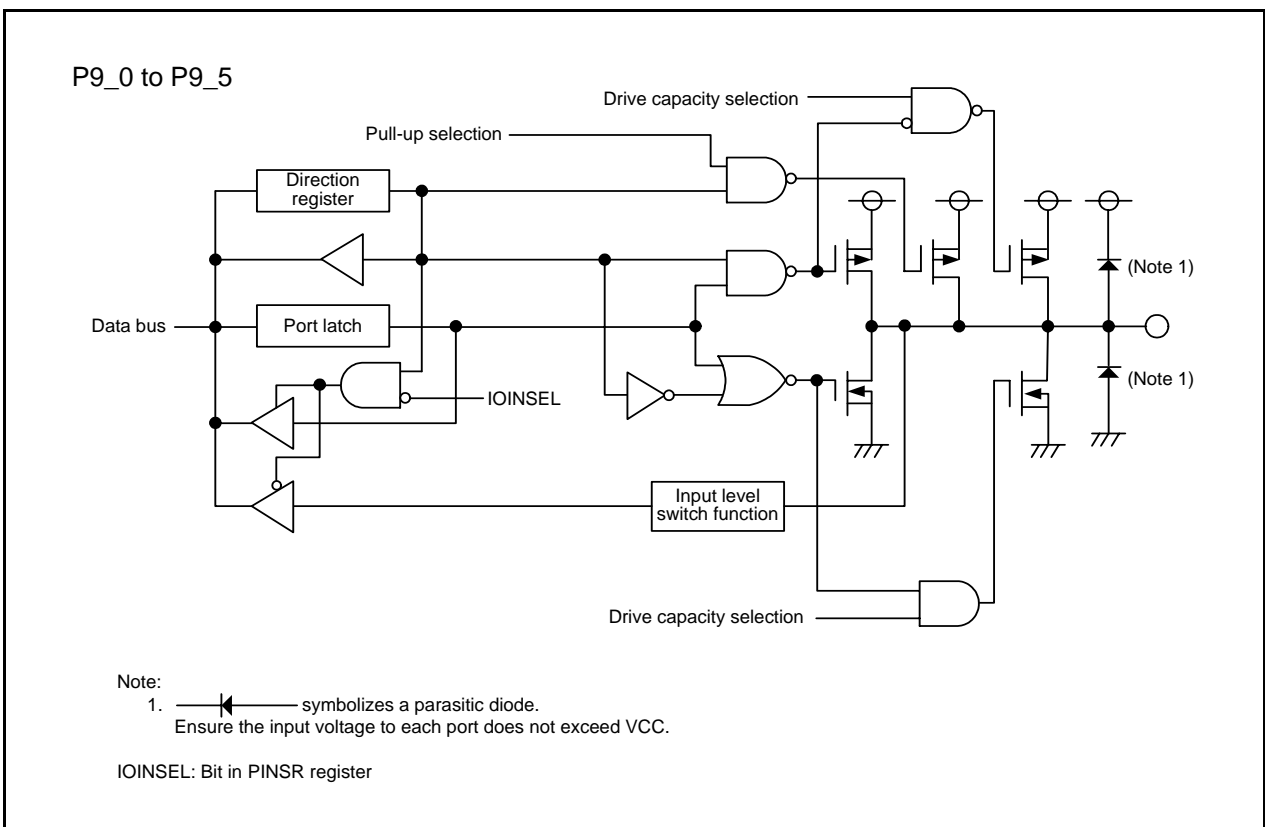 P9_0 to P9_5
Drive capacity selection
Pull-up selection
Direction
register
(Note 1)
Data bus
Port latch
(Note 1)
IOINSEL
Input level
switch function
Drive capacity selection
Note:
1. symbolizes a parasitic diode.
Ensure the input voltage to each port does not exceed VCC.
IOINSEL: Bit in PINSR register